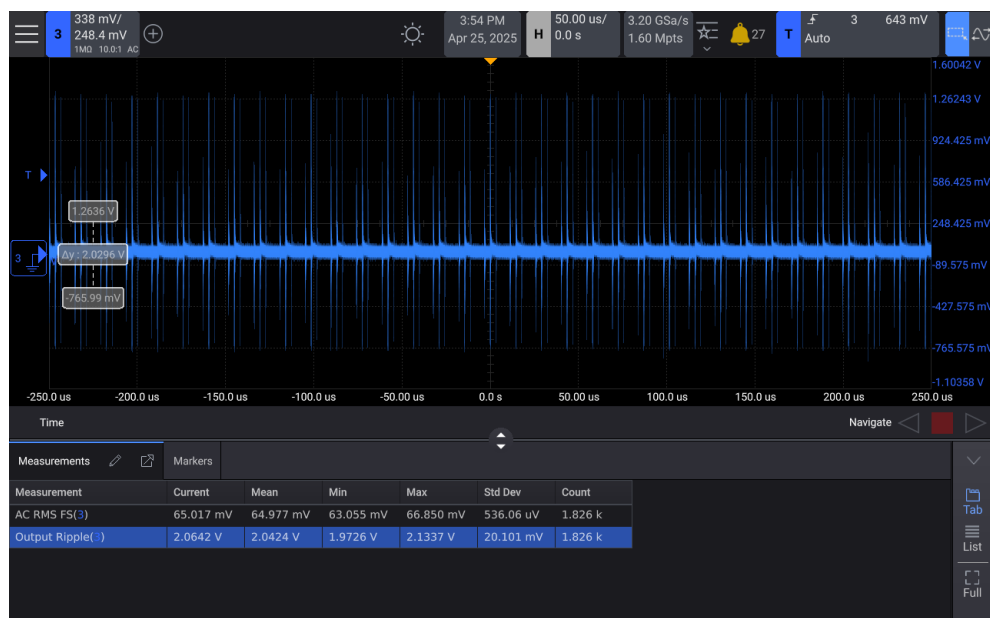 3
338 mV/
248.4 mV
1MΩ 10.0:1 AC
3:54 PM
Apr 25, 2025
H
50.00 us/
0.0 s
3.20 GSa/s
1.60 Mpts
27
T
3 643 mV
Auto
1.60042 V
1.26243 V
924.425 mV
T
586.425 mV
1.2636 V
248.425 mV
3
Δy : 2.0296 V
-89.575 mV
-765.99 mV
-427.575 mV
-765.575 mV
-1.10358 V
-250.0 us -200.0 us -150.0 us -100.0 us -50.00 us 0.0 s 50.00 us 100.0 us 150.0 us 200.0 us 250.0 us
Time Navigate
Measurements Markers
Measurement Current Mean Min Max Std Dev Count
AC RMS FS(3) 65.017 mV 64.977 mV 63.055 mV 66.850 mV 536.06 uV 1.826 k
Output Ripple(3) 2.0642 V 2.0424 V 1.9726 V 2.1337 V 20.101 mV 1.826 k
Tab
List
Full